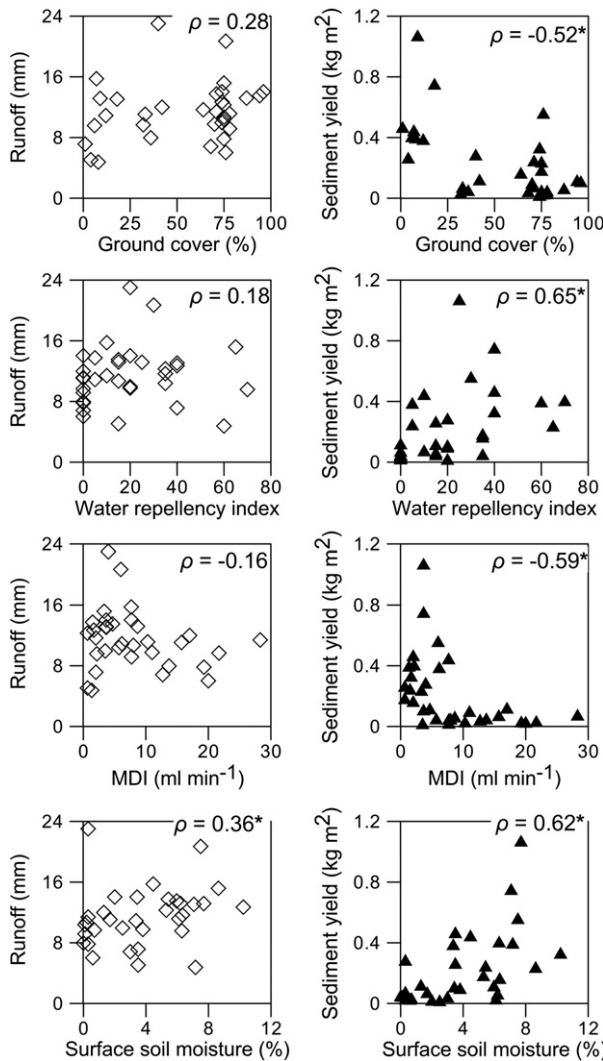 ρ = 0.28
Runoff (mm)
24
16
8
0
0 25 50 75 100
Ground cover (%)
ρ = -0.52*
Sediment yield (kg m²)
1.2
0.8
0.4
0
0 25 50 75 100
Ground cover (%)
ρ = 0.18
Runoff (mm)
24
16
8
0
0 20 40 60 80
Water repellency index
ρ = 0.65*
Sediment yield (kg m²)
1.2
0.8
0.4
0
0 20 40 60 80
Water repellency index
ρ = -0.16
Runoff (mm)
24
16
8
0
0 10 20 30
MDI (ml min⁻¹)
ρ = -0.59*
Sediment yield (kg m²)
1.2
0.8
0.4
0
0 10 20 30
MDI (ml min⁻¹)
ρ = 0.36*
Runoff (mm)
24
16
8
0
0 4 8 12
Surface soil moisture (%)
ρ = 0.62*
Sediment yield (kg m²)
1.2
0.8
0.4
0
0 4 8 12
Surface soil moisture (%)